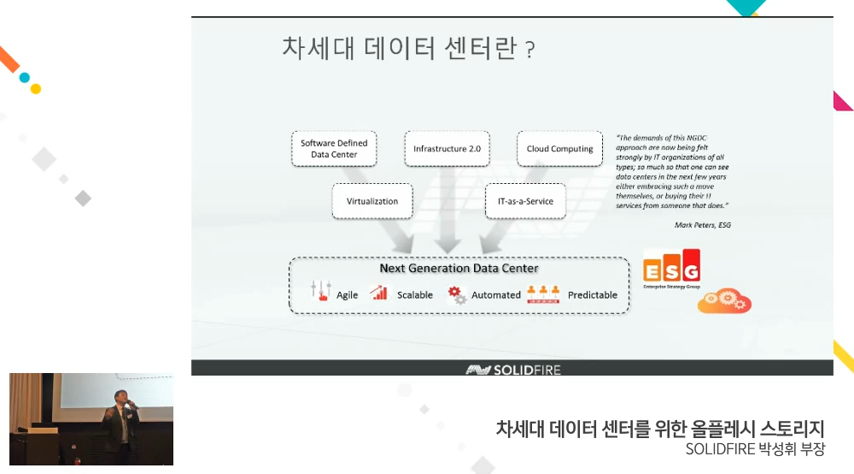 차세대 데이터 센터란 ?
Software Defined
Data Center
Infrastructure 2.0
Cloud Computing
Virtualization
IT-as-a-Service
"The demands of this NGDC
approach are now being felt
strongly by IT organizations of all
types; so much so that one can see
data centers in the next few years
either embracing such a move
themselves, or buying their IT
services from someone that does."
Mark Peters, ESG
Next Generation Data Center
Agile
Scalable
Automated
Predictable
ESG
Enterprise Strategy Group
SOLIDFIRE
차세대 데이터 센터를 위한 올플레시 스토리지
SOLIDFIRE 박성휘 부장